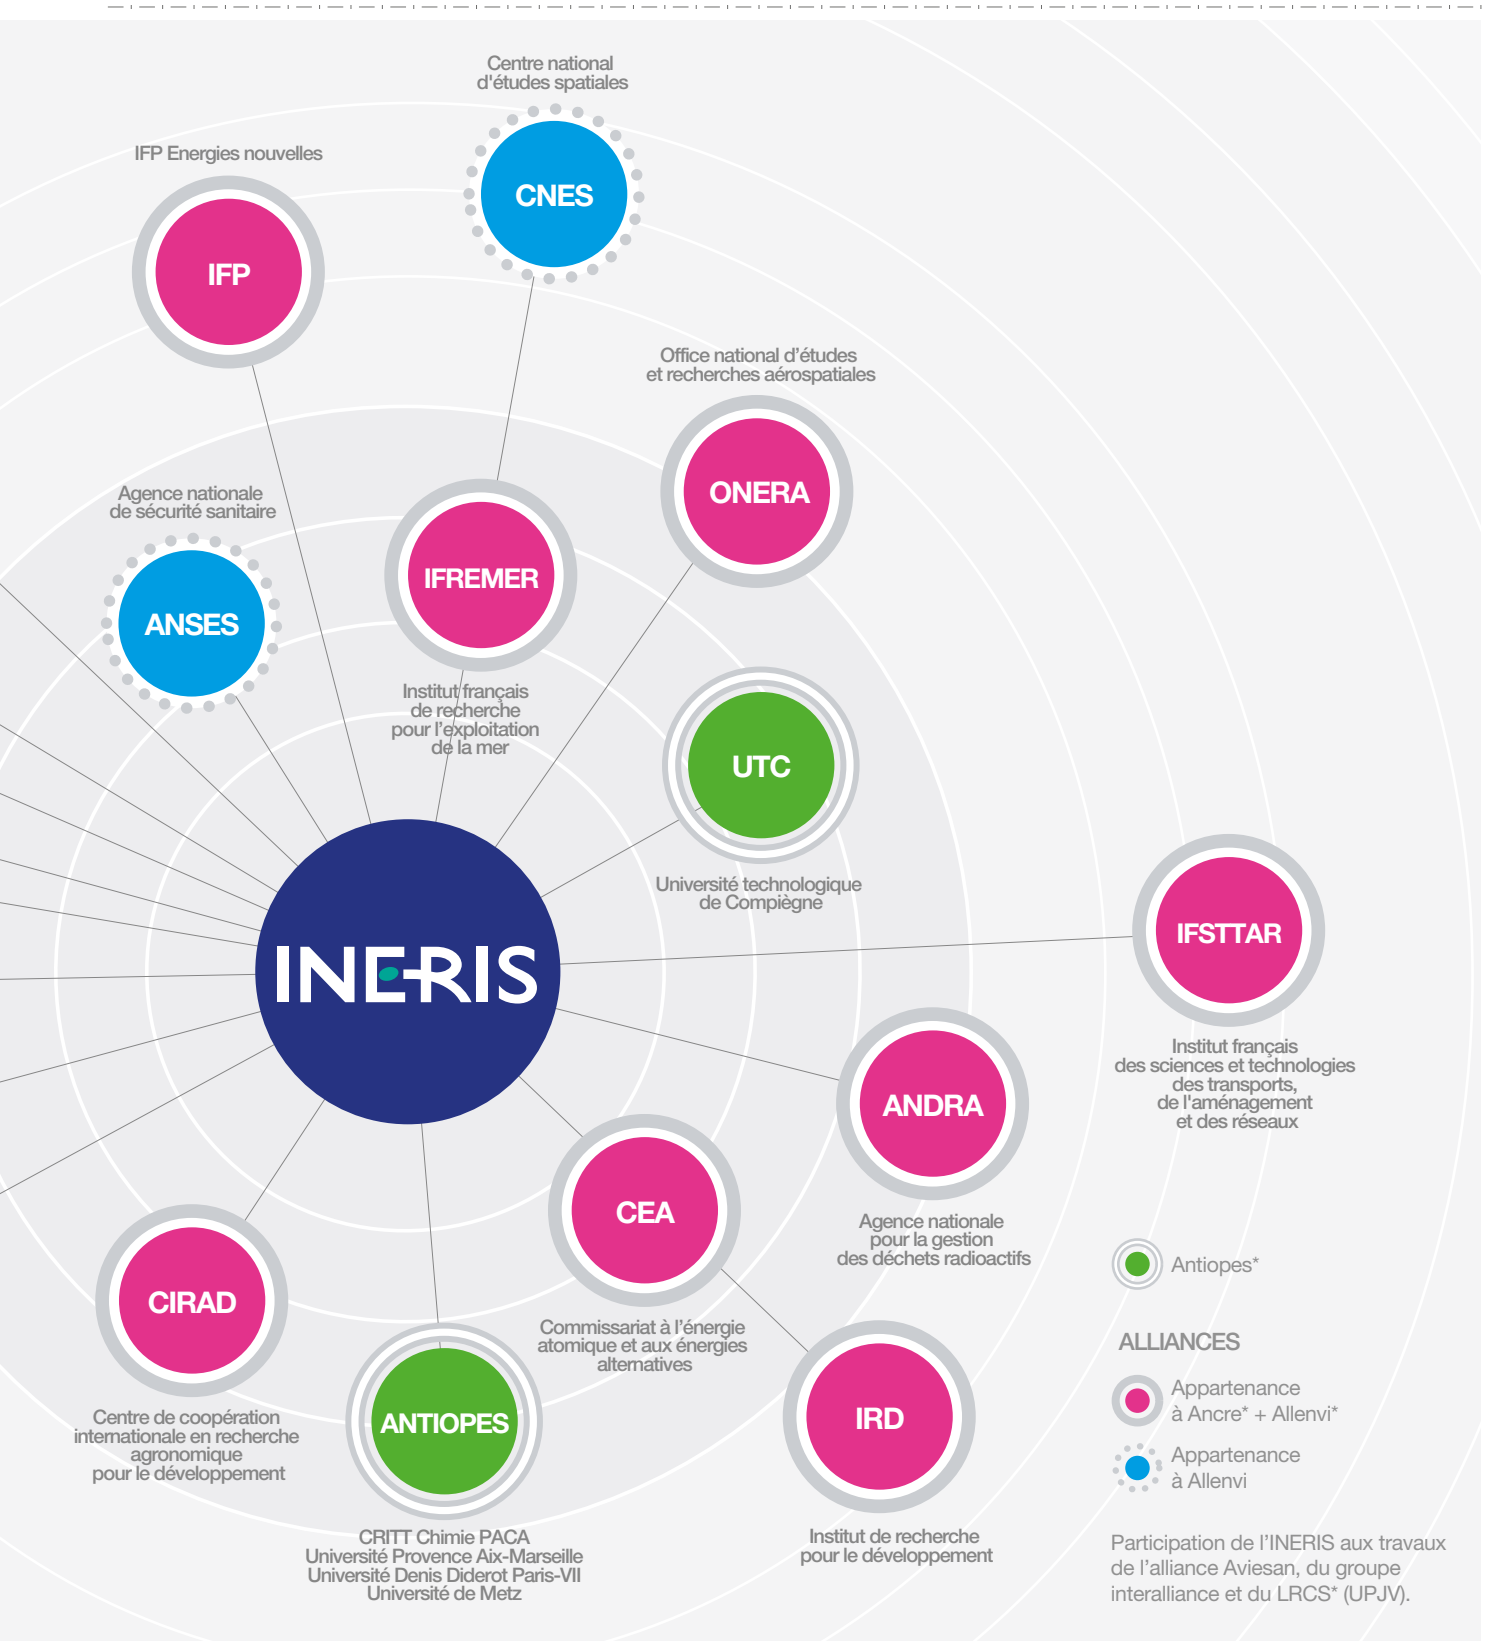 Centre national
d'études spatiales
CNES
IFP Energies nouvelles
IFP
Office national d’études
et recherches aérospatiales
ONERA
Agence nationale
de sécurité sanitaire
ANSES
IFREMER
Institut français
de recherche
pour l’exploitation
de la mer
UTC
Université technologique
de Compiègne
INERIS
IFSTTAR
Institut français
des sciences et technologies
des transports,
de l'aménagement
et des réseaux
ANDRA
Agence nationale
pour la gestion
des déchets radioactifs
CEA
Commissariat à l’énergie
atomique et aux énergies
alternatives
CIRAD
Centre de coopération
internationale en recherche
agronomique
pour le développement
ANTIOPES
CRITT Chimie PACA
Université Provence Aix-Marseille
Université Denis Diderot Paris-VII
Université de Metz
IRD
Institut de recherche
pour le développement
Antiopes*
ALLIANCES
Appartenance
à Ancre* + Allenvi*
Appartenance
à Allenvi
Participation de l’INERIS aux travaux
de l’alliance Aviesan, du groupe
interalliance et du LRCS* (UPJV).